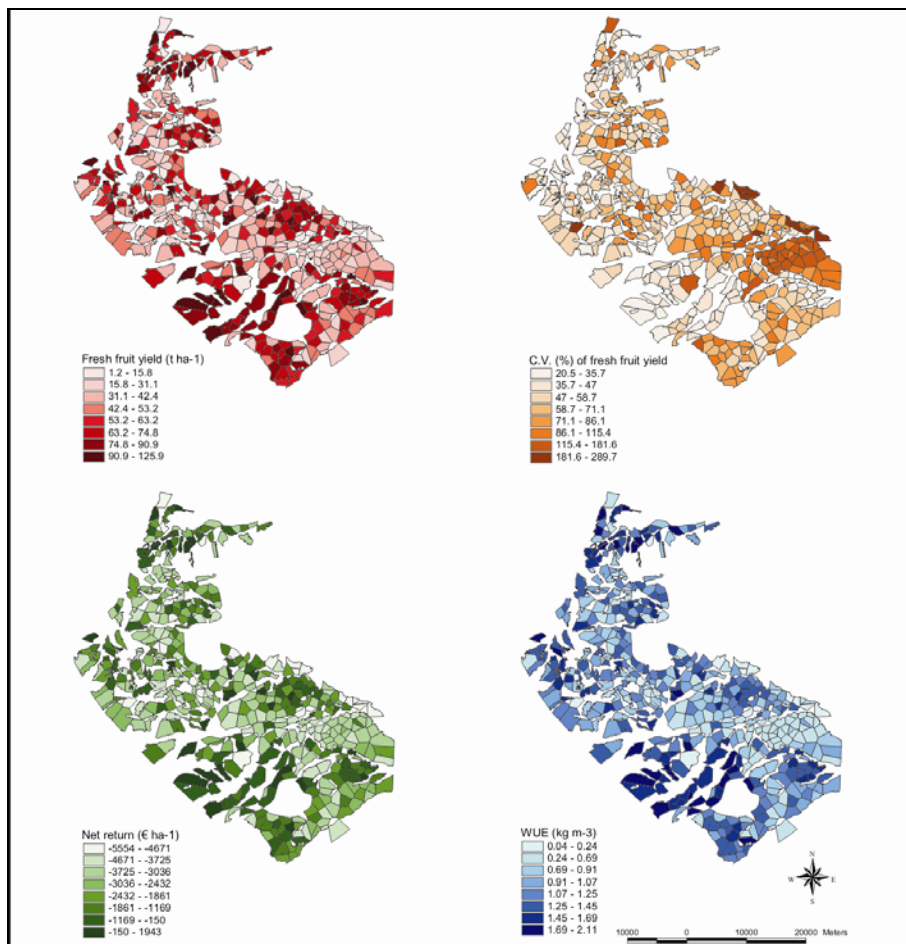 Fresh fruit yield (t ha-1)
1.2 - 15.8
15.8 - 31.1
31.1 - 42.4
42.4 - 53.2
53.2 - 63.2
63.2 - 74.8
74.8 - 90.9
90.9 - 125.9
C.V. (%) of fresh fruit yield
20.5 - 35.7
35.7 - 47
47 - 58.7
58.7 - 71.1
71.1 - 86.1
86.1 - 115.4
115.4 - 181.6
181.6 - 289.7
Net return (€ ha-1)
-5554 - -4671
-4671 - -3725
-3725 - -3036
-3036 - -2432
-2432 - -1861
-1861 - -1169
-1169 - -150
-150 - 1943
WUE (kg m-3)
0.04 - 0.24
0.24 - 0.69
0.69 - 0.91
0.91 - 1.07
1.07 - 1.25
1.25 - 1.45
1.45 - 1.69
1.69 - 2.11
N
W E
S
10000 0 10000 20000 Meters